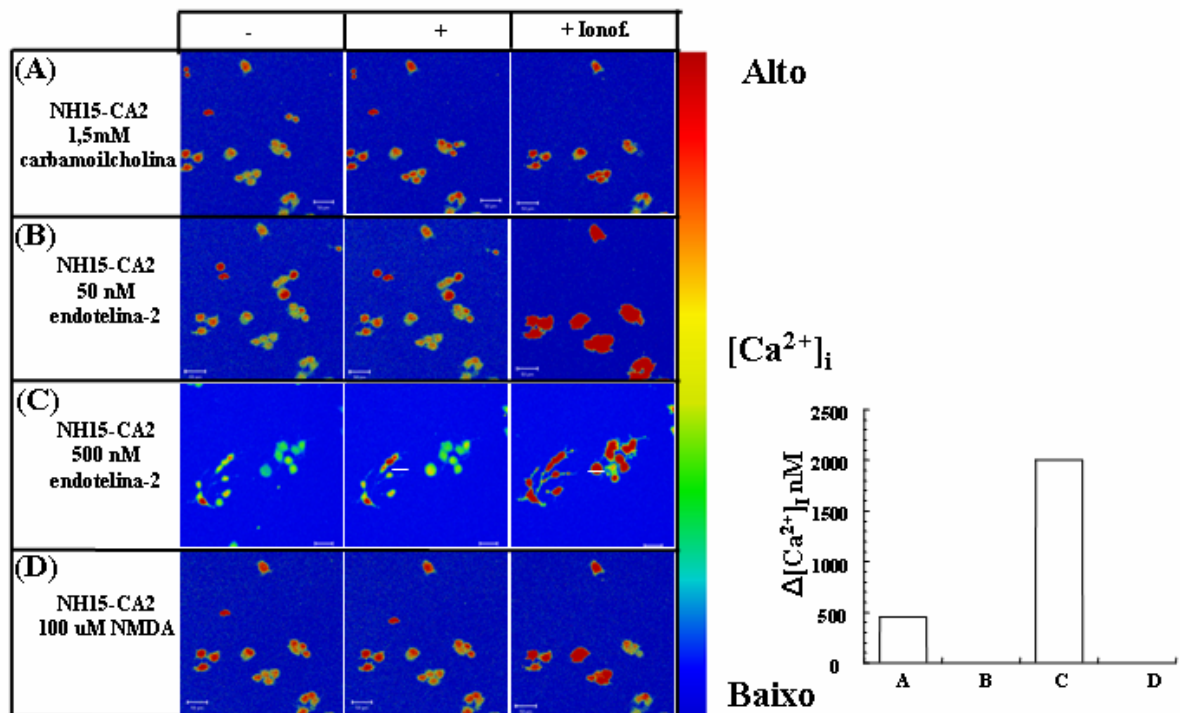 - + + Ionof.
(A)
NH15-CA2
1,5mM
carbamoilcholina
(B)
NH15-CA2
50 nM
endotelina-2
(C)
NH15-CA2
500 nM
endotelina-2
(D)
NH15-CA2
100 uM NMDA
Alto
[Ca²⁺]i
Baixo
Δ[Ca²⁺]I nM
2500
2000
1500
1000
500
0
A B C D